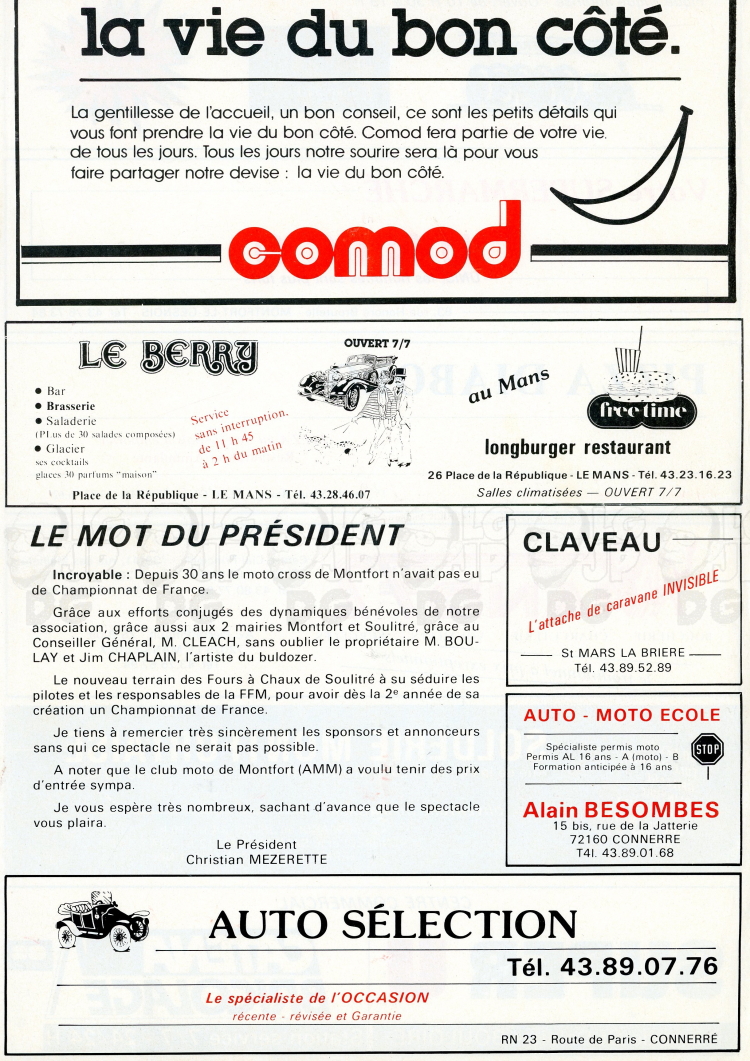 la vie du bon côté.
La gentillesse de l'accueil, un bon conseil, ce sont les petits détails qui
vous font prendre la vie du bon côté. Comod fera partie de votre vie.
de tous les jours. Tous les jours notre sourire sera là pour vous
faire partager notre devise : la vie du bon côté.
comod
LE BERRY
OUVERT 7/7
● Bar
● Brasserie
● Saladerie
(PLus de 30 salades composées)
● Glacier
ses cocktails
glaces 30 parfums "maison"
Service
sans interruption.
de 11 h 45
à 2 h du matin
Place de la République - LE MANS - Tél. 43.28.46.07
au Mans
free time
longburger restaurant
26 Place de la République - LE MANS - Tél. 43.23.16.23
Salles climatisées — OUVERT 7/7
LE MOT DU PRÉSIDENT
Incroyable : Depuis 30 ans le moto cross de Montfort n'avait pas eu
de Championnat de France.
Grâce aux efforts conjugés des dynamiques bénévoles de notre
association, grâce aussi aux 2 mairies Montfort et Soulitré, grâce au
Conseiller Général, M. CLEACH, sans oublier le propriétaire M. BOU-
LAY et Jim CHAPLAIN, l'artiste du buldozer.
Le nouveau terrain des Fours à Chaux de Soulitré à su séduire les
pilotes et les responsables de la FFM, pour avoir dès la 2e année de sa
création un Championnat de France.
Je tiens à remercier très sincèrement les sponsors et annonceurs
sans qui ce spectacle ne serait pas possible.
A noter que le club moto de Montfort (AMM) a voulu tenir des prix
d'entrée sympa.
Je vous espère très nombreux, sachant d'avance que le spectacle
vous plaira.
Le Président
Christian MEZERETTE
CLAVEAU
L'attache de caravane INVISIBLE
St MARS LA BRIERE
Tél. 43.89.52.89
AUTO - MOTO ECOLE
Spécialiste permis moto
Permis AL 16 ans - A (moto) - B
Formation anticipée à 16 ans
STOP
Alain BESOMBES
15 bis, rue de la Jatterie
72160 CONNERRE
T4l. 43.89.01.68
AUTO SÉLECTION
Tél. 43.89.07.76
Le spécialiste de l'OCCASION
récente - révisée et Garantie
RN 23 - Route de Paris - CONNERRÉ